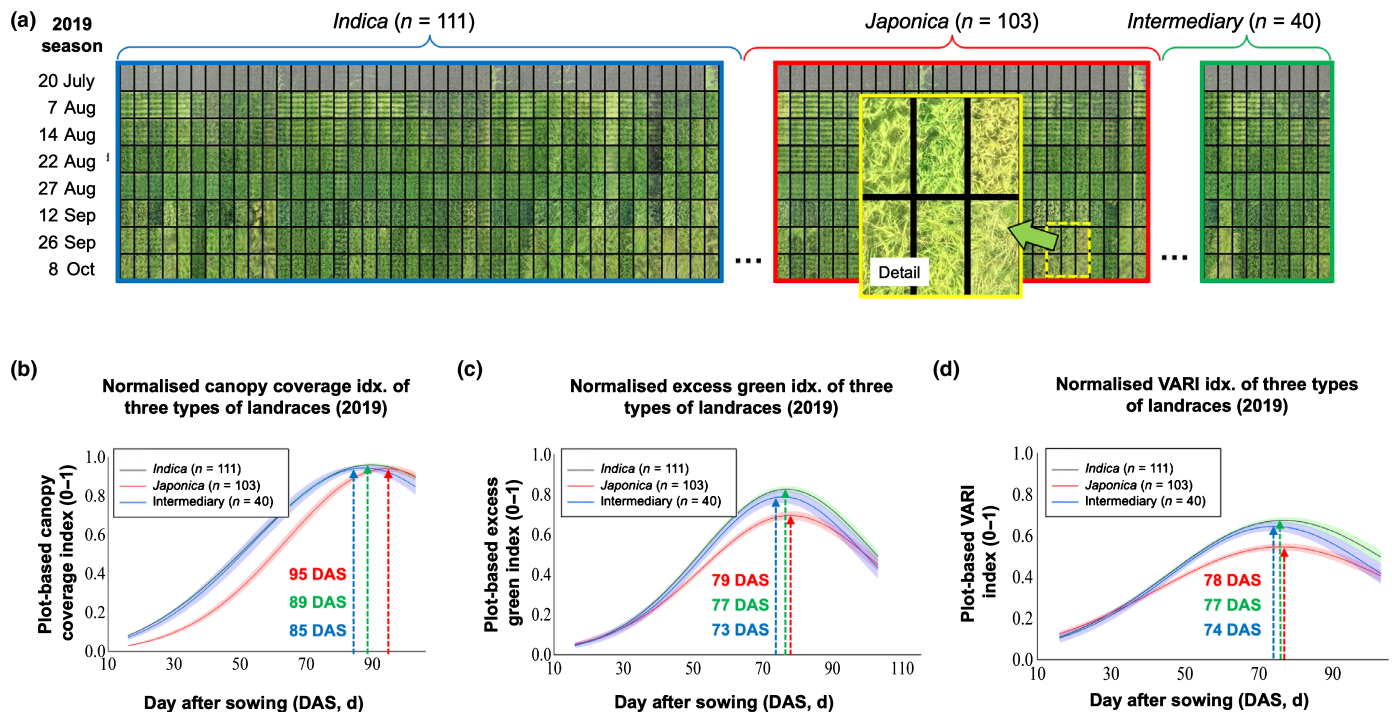 (a)
2019
season
Indica (n = 111)
Japonica (n = 103)
Intermediary (n = 40)
20 July
7 Aug
14 Aug
22 Aug
27 Aug
12 Sep
26 Sep
8 Oct
Detail
...
...
(b)
Normalised canopy coverage idx. of
three types of landraces (2019)
Plot-based canopy
coverage index (0–1)
1.0
0.8
0.6
0.4
0.2
0.0
Indica (n = 111)
Japonica (n = 103)
Intermediary (n = 40)
95 DAS
89 DAS
85 DAS
10 30 50 70 90
Day after sowing (DAS, d)
(c)
Normalised excess green idx. of three
types of landraces (2019)
Plot-based excess
green index (0–1)
1.0
0.8
0.6
0.4
0.2
0.0
Indica (n = 111)
Japonica (n = 103)
Intermediary (n = 40)
79 DAS
77 DAS
73 DAS
10 30 50 70 90 110
Day after sowing (DAS, d)
(d)
Normalised VARI idx. of three types
of landraces (2019)
Plot-based VARI
index (0–1)
1.0
0.8
0.6
0.4
0.2
0.0
Indica (n = 111)
Japonica (n = 103)
Intermediary (n = 40)
78 DAS
77 DAS
74 DAS
10 30 50 70 90
Day after sowing (DAS, d)